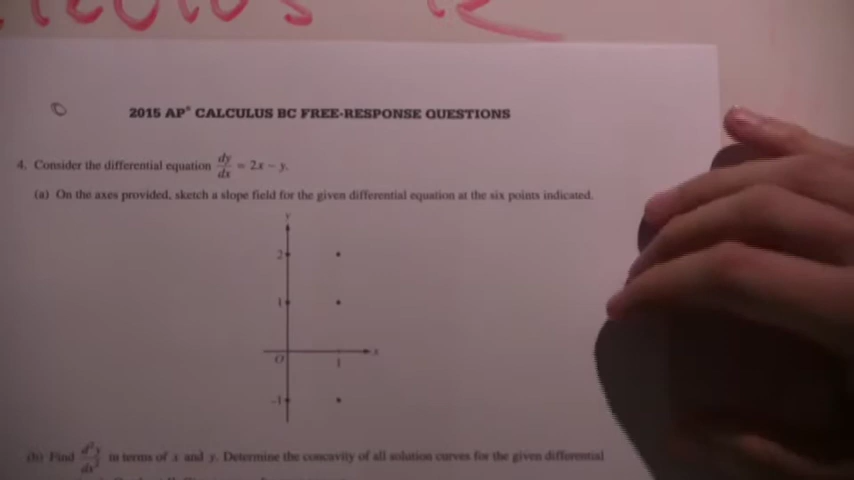 2015 AP® CALCULUS BC FREE-RESPONSE QUESTIONS
4. Consider the differential equation dy/dx = 2x − y.
(a) On the axes provided, sketch a slope field for the given differential equation at the six points indicated.
y
2
1
O
1
x
−1
(b) Find d²y/dx² in terms of x and y. Determine the concavity of all solution curves for the given differential